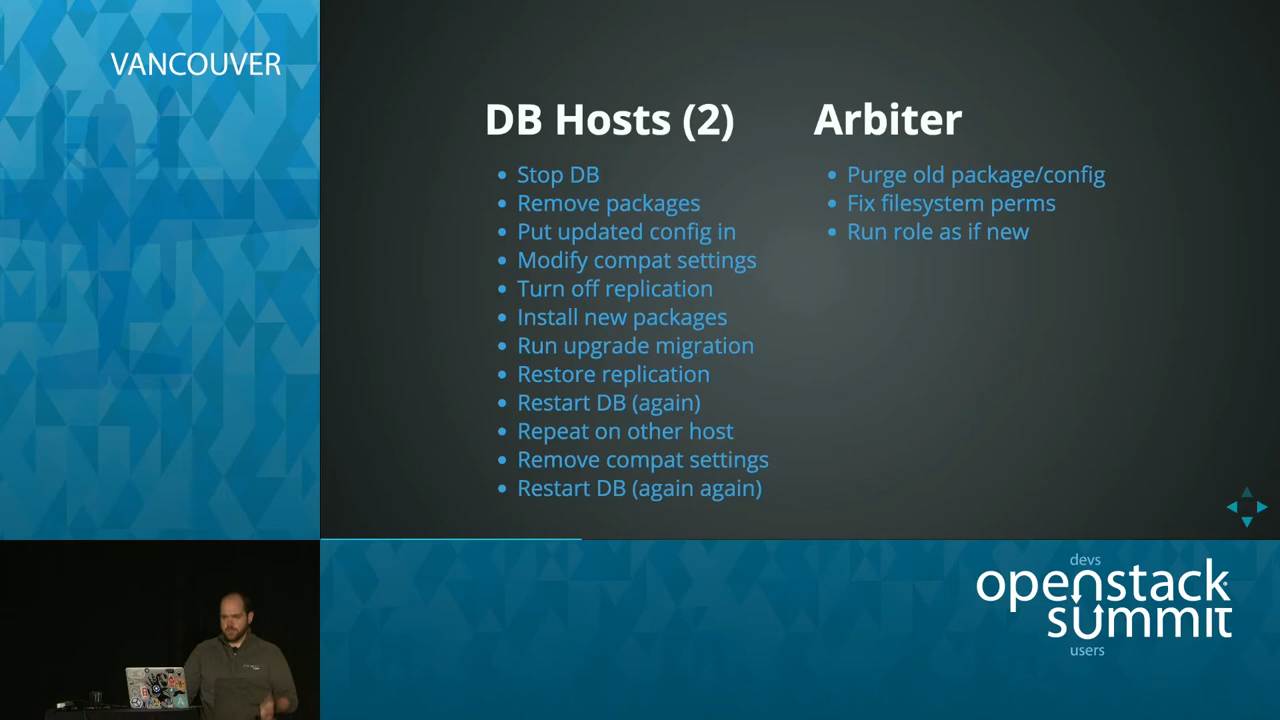 VANCOUVER
DB Hosts (2)
Stop DB
Remove packages
Put updated config in
Modify compat settings
Turn off replication
Install new packages
Run upgrade migration
Restore replication
Restart DB (again)
Repeat on other host
Remove compat settings
Restart DB (again again)
Arbiter
Purge old package/config
Fix filesystem perms
Run role as if new
devs
openstack
summit
users